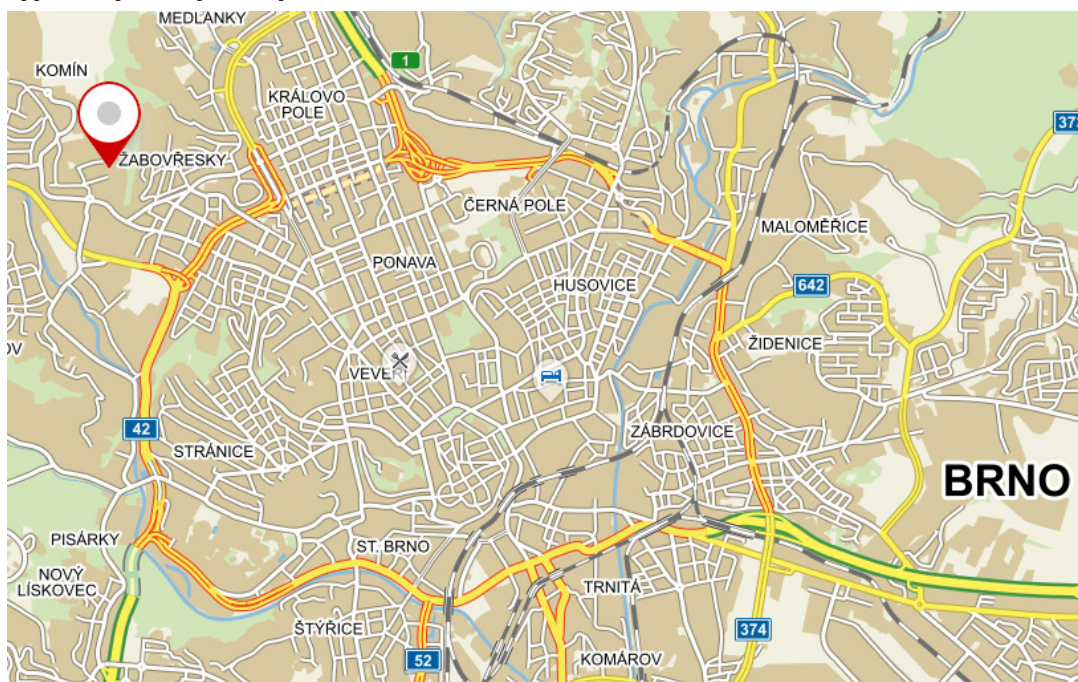 MEDLÁNKY
KOMÍN
1
KRÁLOVO
POLE
373
ŽABOVŘESKY
ČERNÁ POLE
MALOMĚŘICE
PONAVA
HUSOVICE
642
OV
ŽIDENICE
VEVEŘÍ
42
ZÁBRDOVICE
STRÁNICE
BRNO
PISÁRKY
ST. BRNO
NOVÝ
LÍSKOVEC
TRNITÁ
ŠTÝŘICE
374
52
KOMÁROV